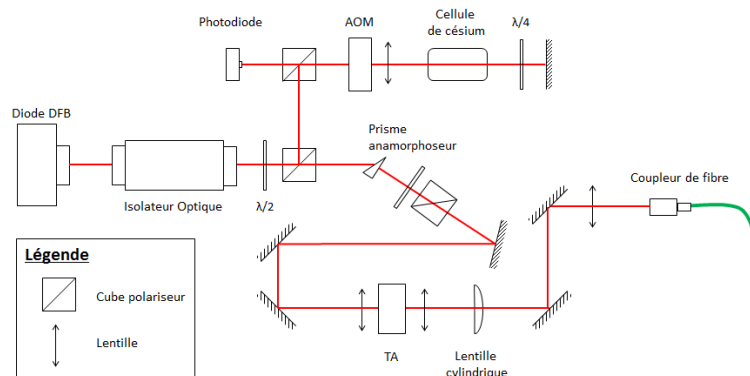 Photodiode
AOM
Cellule
de césium
λ/4
Diode DFB
Isolateur Optique
λ/2
Prisme
anamorphoseur
Coupleur de fibre
Légende
Cube polariseur
Lentille
TA
Lentille
cylindrique